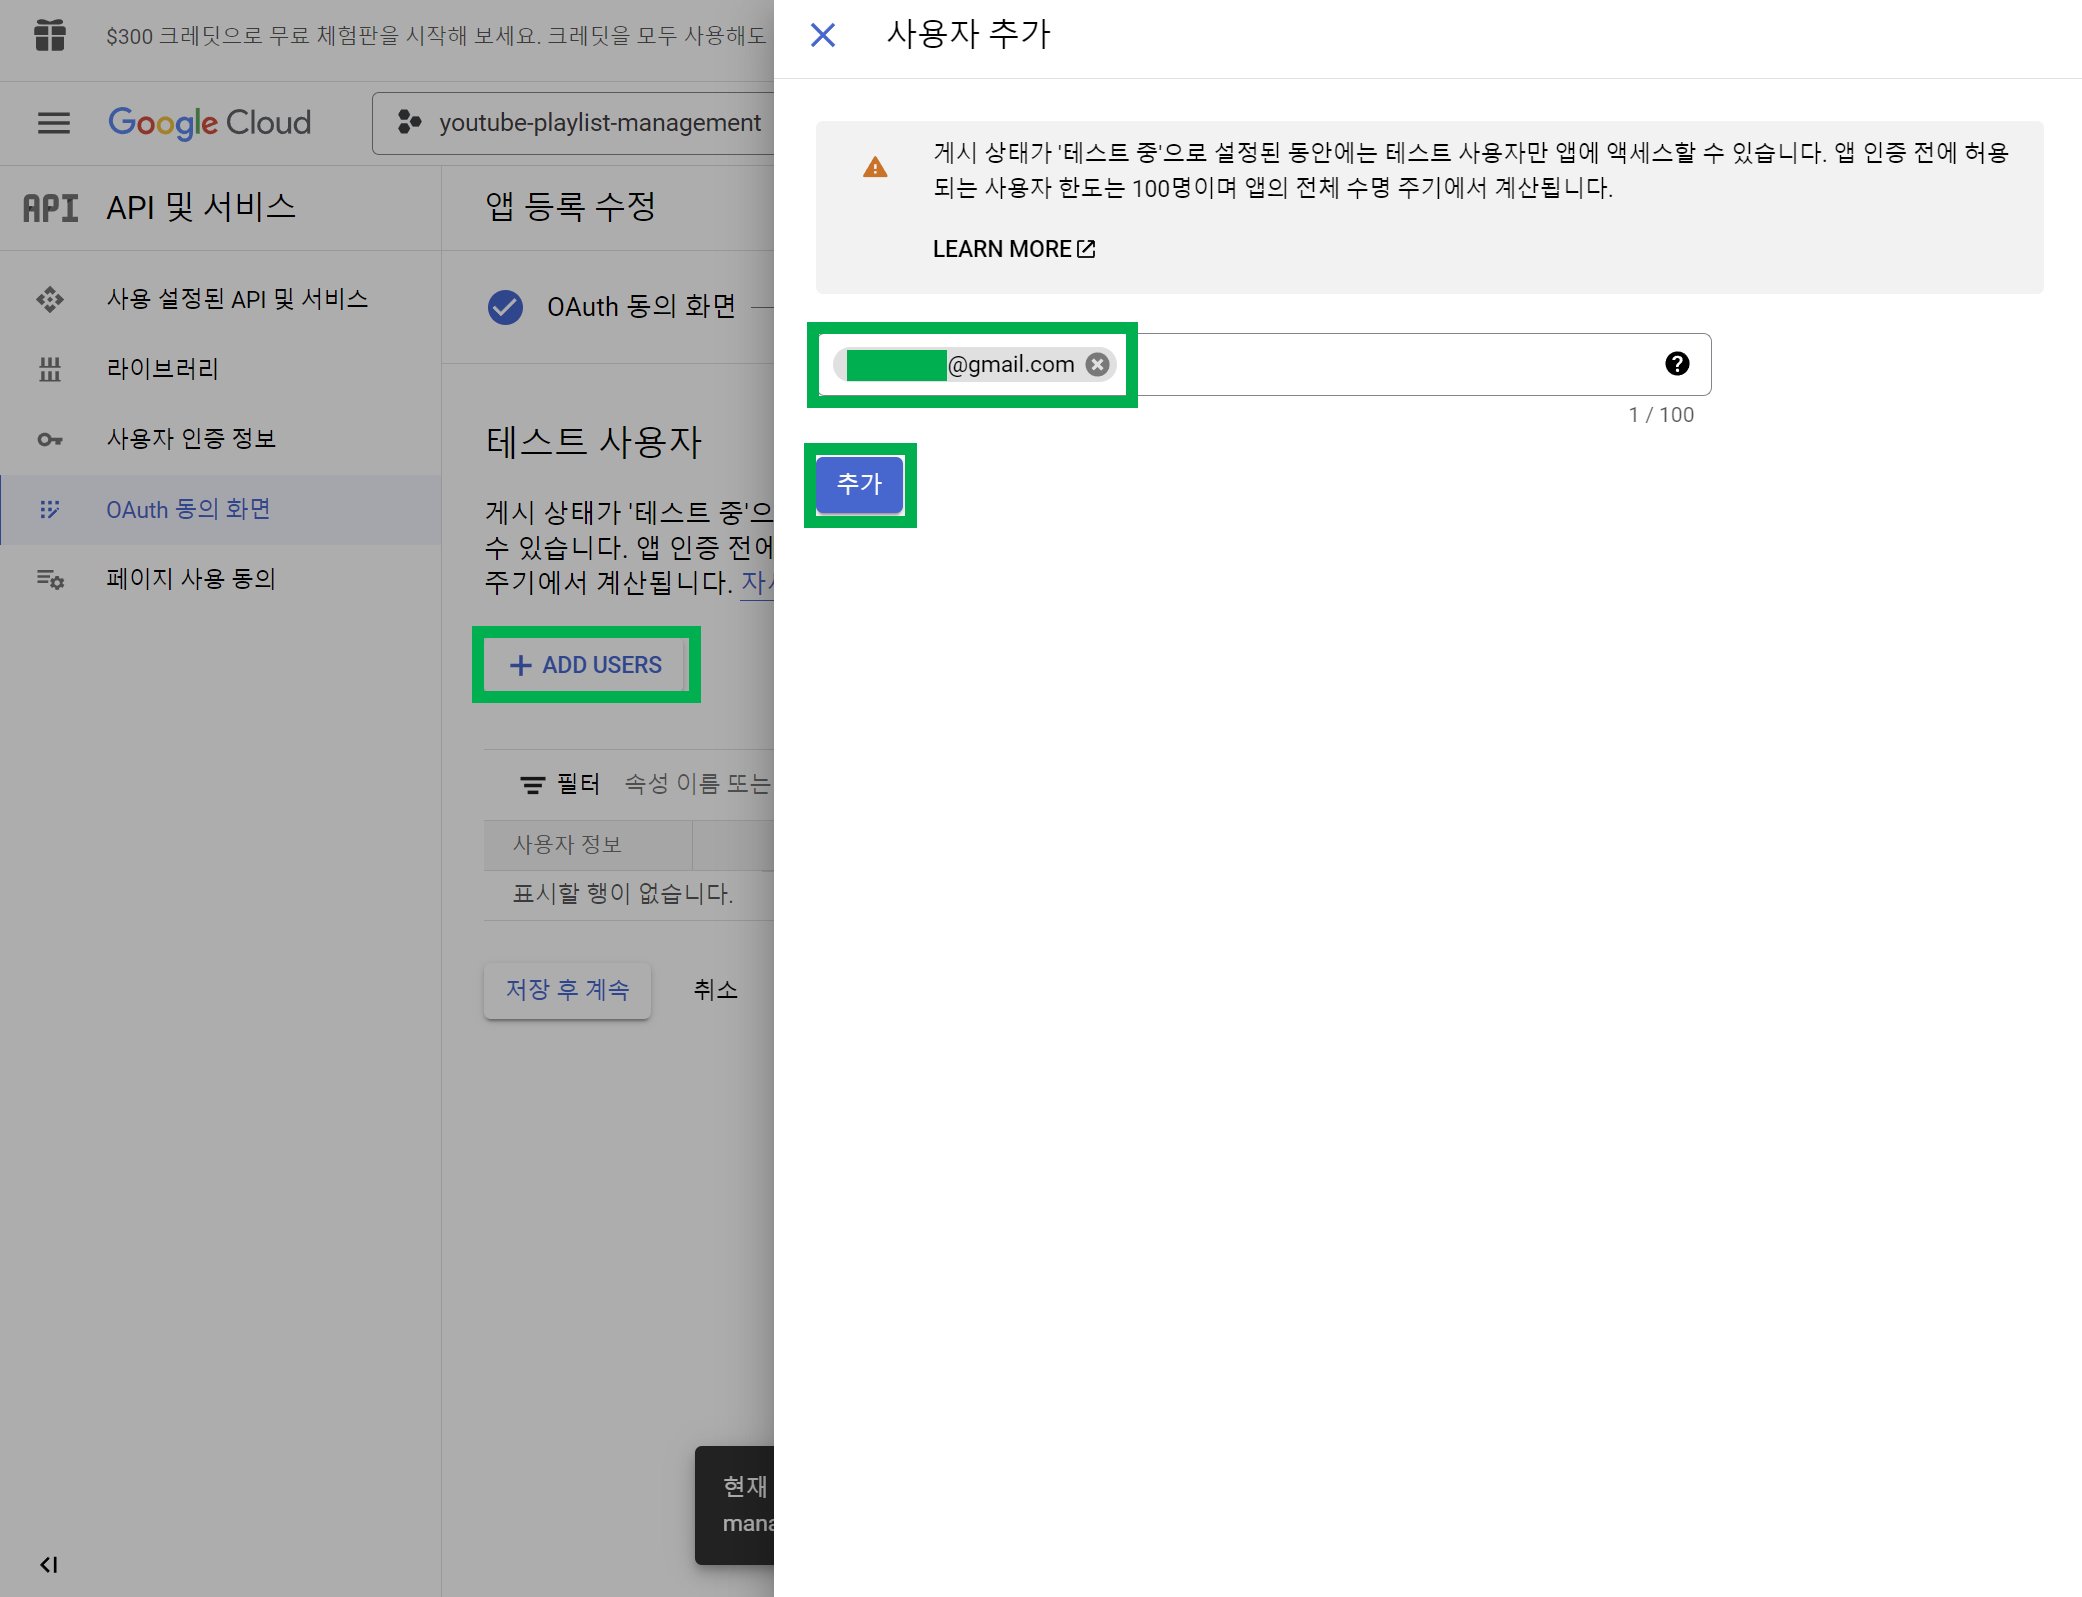 $300 크레딧으로 무료 체험판을 시작해 보세요. 크레딧을 모두 사용해도
Google Cloud
youtube-playlist-management
API
API 및 서비스
사용 설정된 API 및 서비스
라이브러리
사용자 인증 정보
OAuth 동의 화면
페이지 사용 동의
앱 등록 수정
OAuth 동의 화면
테스트 사용자
게시 상태가 '테스트 중'으
수 있습니다. 앱 인증 전에
주기에서 계산됩니다.
ADD USERS
필터 속성 이름 또는
사용자 정보
표시할 행이 없습니다.
저장 후 계속 취소
현재
mana
사용자 추가
게시 상태가 '테스트 중'으로 설정된 동안에는 테스트 사용자만 앱에 액세스할 수 있습니다. 앱 인증 전에 허용
되는 사용자 한도는 100명이며 앱의 전체 수명 주기에서 계산됩니다.
LEARN MORE
@gmail.com
1 / 100
추가